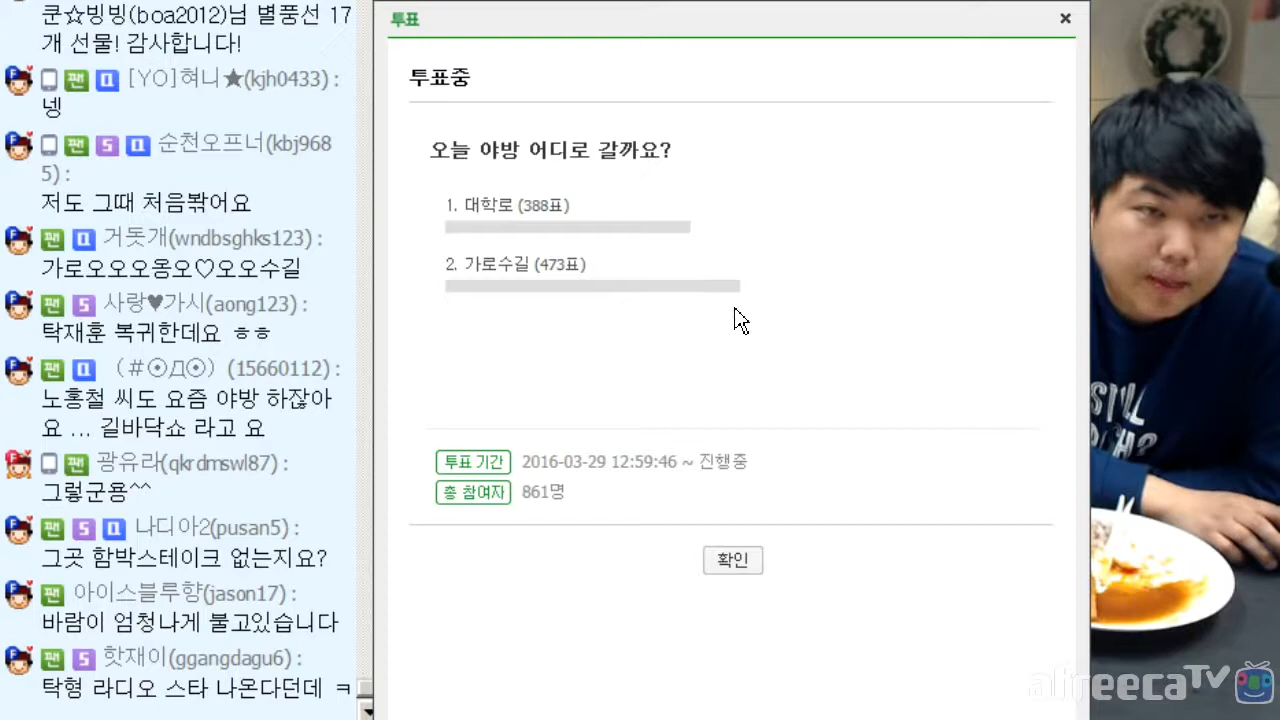 쿤☆빙빙(boa2012)님 별풍선 17
개 선물! 감사합니다!
팬 [YO]혀니★(kjh0433) :
넹
팬 S 순천오프너(kbj968
5) :
저도 그때 처음봒어요
팬 거돗개(wndbsghks123) :
가로오오오옹오♡오오수길
팬 S 사랑♥가시(aong123) :
탁재훈 복귀한데요 ㅎㅎ
팬 （＃⊙Д⊙）(15660112) :
노홍철 씨도 요즘 야방 하잖아
요 ... 길바닥쇼 라고 요
팬 광유라(qkrdmswl87) :
그렇군용^^
팬 S 나디아2(pusan5) :
그곳 함박스테이크 없는지요?
팬 아이스블루향(jason17) :
바람이 엄청나게 불고있습니다
팬 S 핫재이(ggangdagu6) :
탁형 라디오 스타 나온다던데 ㅋ
투표
투표중
오늘 야방 어디로 갈까요?
1. 대학로 (388표)
2. 가로수길 (473표)
투표 기간 2016-03-29 12:59:46 ~ 진행중
총 참여자 861명
확인
afreecaTV